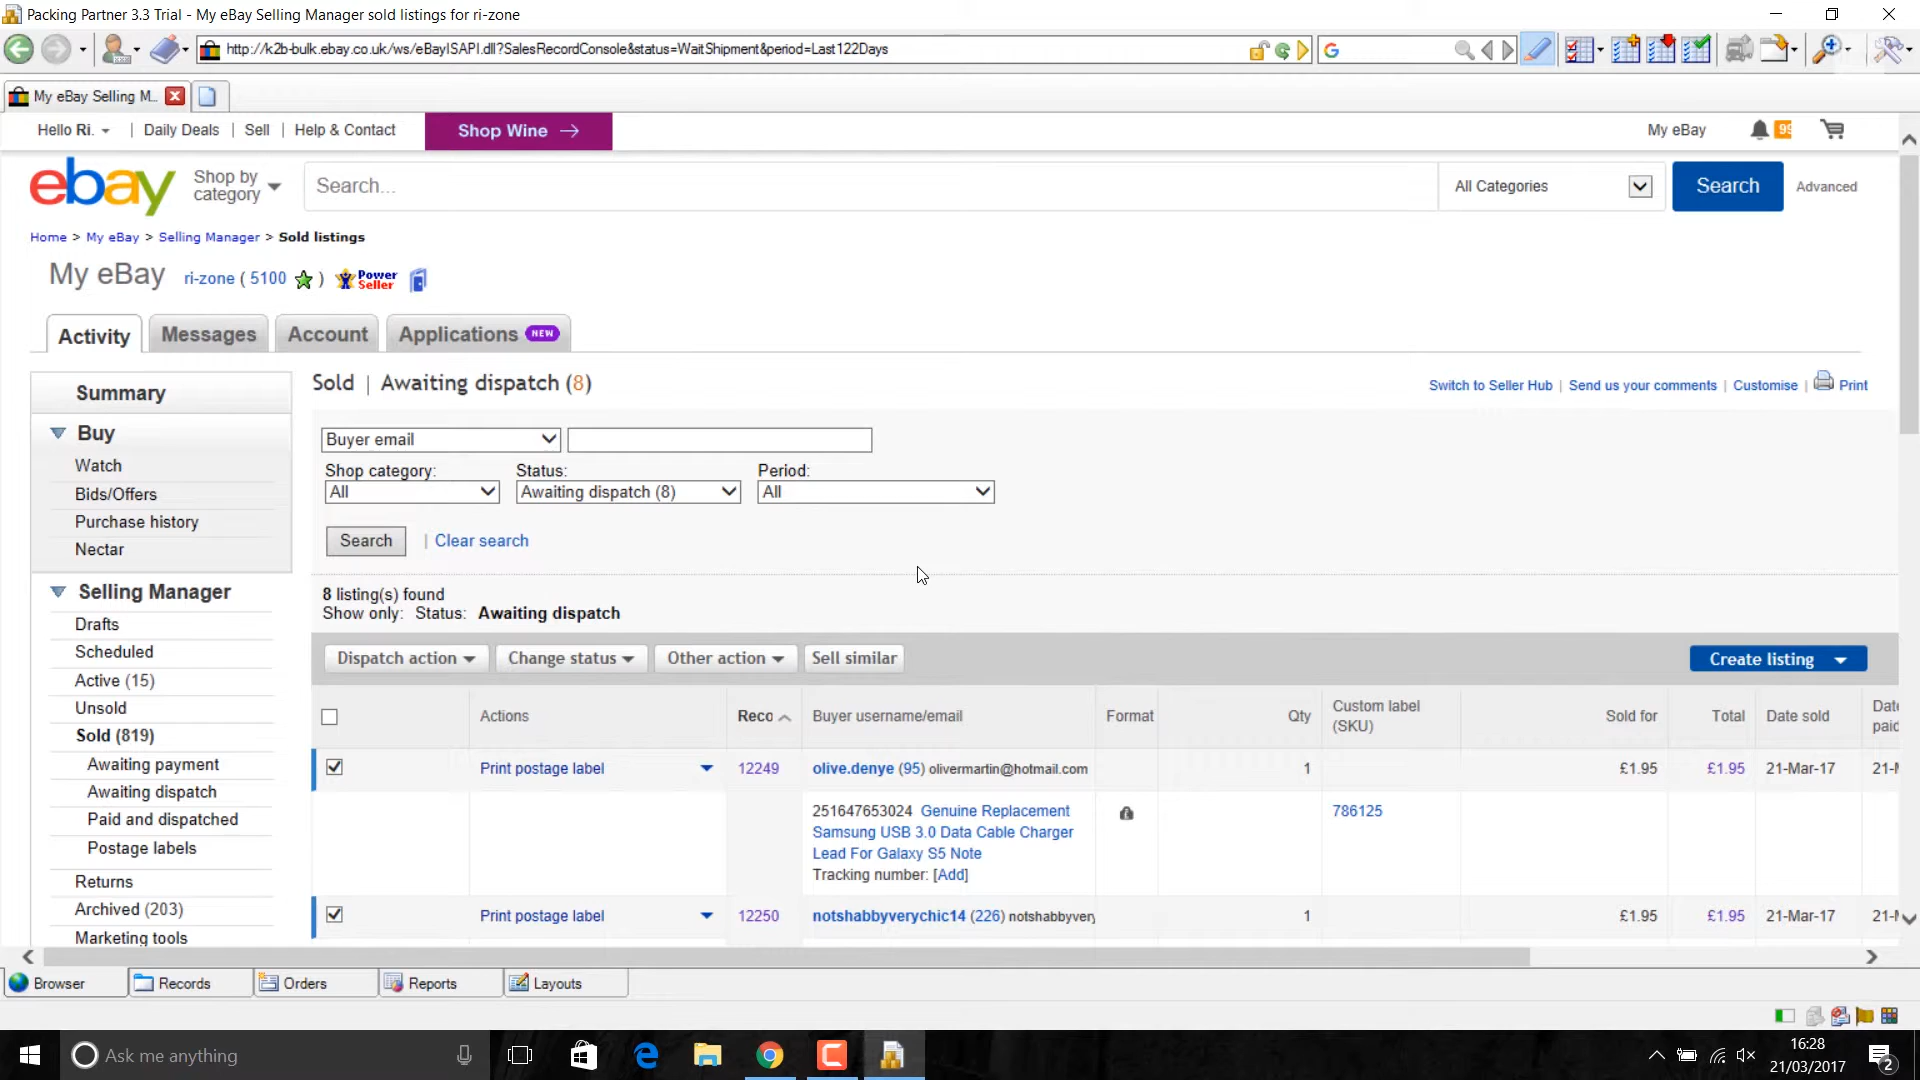 Packing Partner 3.3 Trial - My eBay Selling Manager sold listings for ri-zone
http://k2b-bulk.ebay.co.uk/ws/eBayISAPI.dll?SalesRecordConsole&status=WaitShipment&period=Last122Days
G
My eBay Selling M...
Hello Ri. | Daily Deals | Sell | Help & Contact
Shop Wine →
My eBay
99
ebay
Shop by category
Search...
All Categories
Search
Advanced
Home > My eBay > Selling Manager > Sold listings
My eBay ri-zone ( 5100 ) Power Seller
Activity
Messages
Account
Applications NEW
Summary
Buy
Watch
Bids/Offers
Purchase history
Nectar
Selling Manager
Drafts
Scheduled
Active (15)
Unsold
Sold (819)
Awaiting payment
Awaiting dispatch
Paid and dispatched
Postage labels
Returns
Archived (203)
Marketing tools
Sold | Awaiting dispatch (8)
Switch to Seller Hub | Send us your comments | Customise | Print
Buyer email
Shop category: Status: Period:
All Awaiting dispatch (8) All
Search | Clear search
8 listing(s) found
Show only: Status: Awaiting dispatch
Dispatch action Change status Other action Sell similar
Create listing
Actions Reco Buyer username/email Format Qty Custom label (SKU) Sold for Total Date sold Date paid
Print postage label 12249 olive.denye (95) olivermartin@hotmail.com 1 £1.95 £1.95 21-Mar-17 21-M
251647653024 Genuine Replacement
Samsung USB 3.0 Data Cable Charger
Lead For Galaxy S5 Note
Tracking number: [Add]
786125
Print postage label 12250 notshabbyverychic14 (226) notshabbyvery 1 £1.95 £1.95 21-Mar-17 21-M
Browser Records Orders Reports Layouts
Ask me anything
16:28
21/03/2017
2